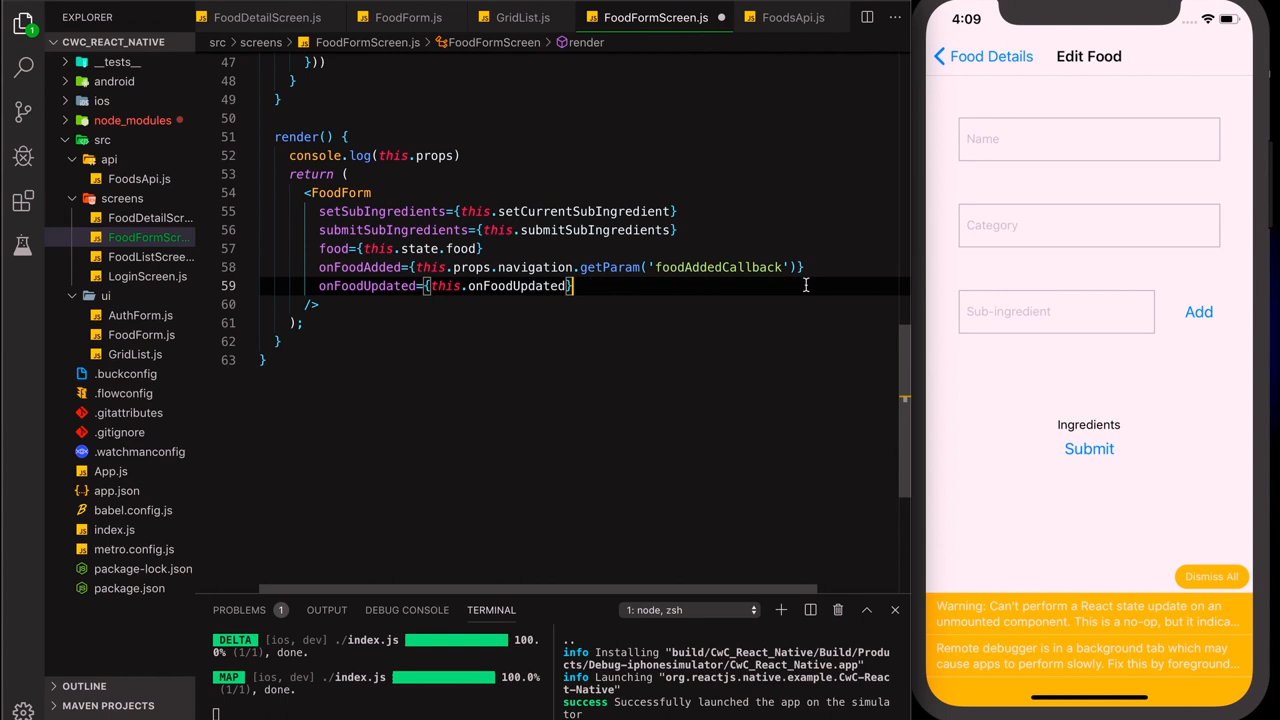 EXPLORER
FoodDetailScreen.js
FoodForm.js
GridList.js
FoodFormScreen.js
FoodsApi.js
CWC_REACT_NATIVE
src > screens > FoodFormScreen.js > FoodFormScreen > render
__tests__
android
ios
node_modules
src
api
FoodsApi.js
screens
FoodDetailScr...
FoodFormScr...
FoodListScree...
LoginScreen.js
ui
AuthForm.js
FoodForm.js
GridList.js
.buckconfig
.flowconfig
.gitattributes
.gitignore
.watchmanconfig
App.js
app.json
babel.config.js
index.js
metro.config.js
package-lock.json
package.json
OUTLINE
MAVEN PROJECTS
1
47 }))
48 }
49 }
50
51 render() {
52 console.log(this.props)
53 return (
54 <FoodForm
55 setSubIngredients={this.setCurrentSubIngredient}
56 submitSubIngredients={this.submitSubIngredients}
57 food={this.state.food}
58 onFoodAdded={this.props.navigation.getParam('foodAddedCallback')}
59 onFoodUpdated={this.onFoodUpdated}
60 />
61 );
62 }
63 }
PROBLEMS 1 OUTPUT DEBUG CONSOLE TERMINAL 1: node, zsh
DELTA [ios, dev] ./index.js 100.
0% (1/1), done.
MAP [ios, dev] ./index.js 100.0%
(1/1), done.
..
info Installing "build/CwC_React_Native/Build/Produ
cts/Debug-iphonesimulator/CwC_React_Native.app"
info Launching "org.reactjs.native.example.CwC-Reac
t-Native"
success Successfully launched the app on the simula
tor
4:09
Food Details Edit Food
Name
Category
Sub-ingredient Add
Ingredients
Submit
Dismiss All
Warning: Can't perform a React state update on an
unmounted component. This is a no-op, but it indica...
Remote debugger is in a background tab which may
cause apps to perform slowly. Fix this by foreground...